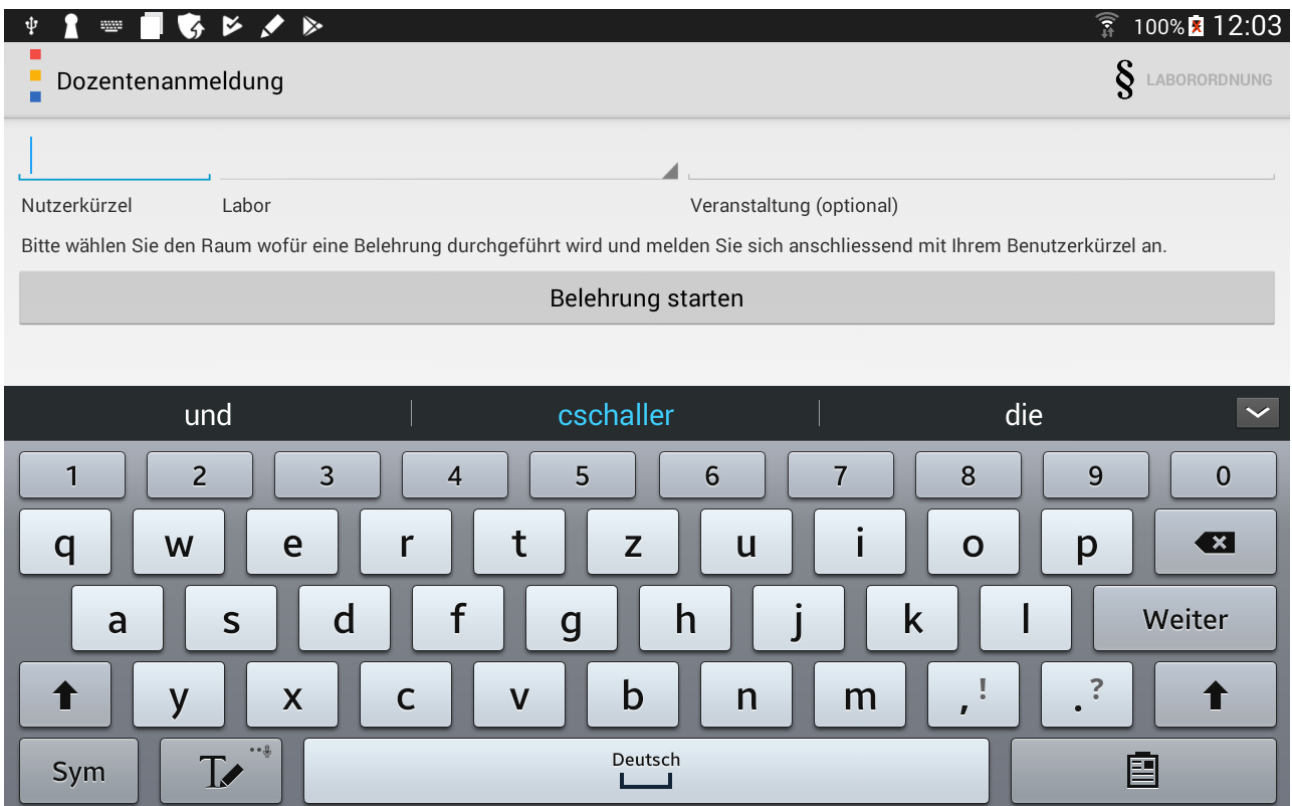 100% 12:03
Dozentenanmeldung § LABORORDNUNG
Nutzerkürzel Labor Veranstaltung (optional)
Bitte wählen Sie den Raum wofür eine Belehrung durchgeführt wird und melden Sie sich anschliessend mit Ihrem Benutzerkürzel an.
Belehrung starten
und cschaller die
1 2 3 4 5 6 7 8 9 0
q w e r t z u i o p
a s d f g h j k l Weiter
y x c v b n m , ! . ?
Sym T Deutsch